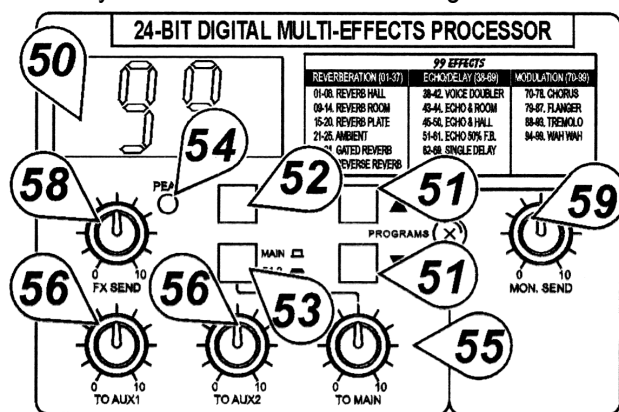 24-BIT DIGITAL MULTI-EFFECTS PROCESSOR
50
90
99 EFFECTS
REVERBERATION (01-37)
01-08. REVERB HALL
09-14. REVERB ROOM
15-20. REVERB PLATE
21-25. AMBIENT
GATED REVERB
REVERSE REVERB
ECHO/DELAY (38-69)
38-42. VOICE DOUBLER
43-44. ECHO & ROOM
45-50. ECHO & HALL
51-61. ECHO 50% F.B.
62-69. SINGLE DELAY
MODULATION (70-99)
70-78. CHORUS
79-87. FLANGER
88-93. TREMOLO
94-99. WAH WAH
54
58
52
51
59
PROGRAMS
MAIN
0 10
FX SEND
53
51
0 10
MON. SEND
56
56
55
0 10
TO AUX1
0 10
TO AUX2
0 10
TO MAIN